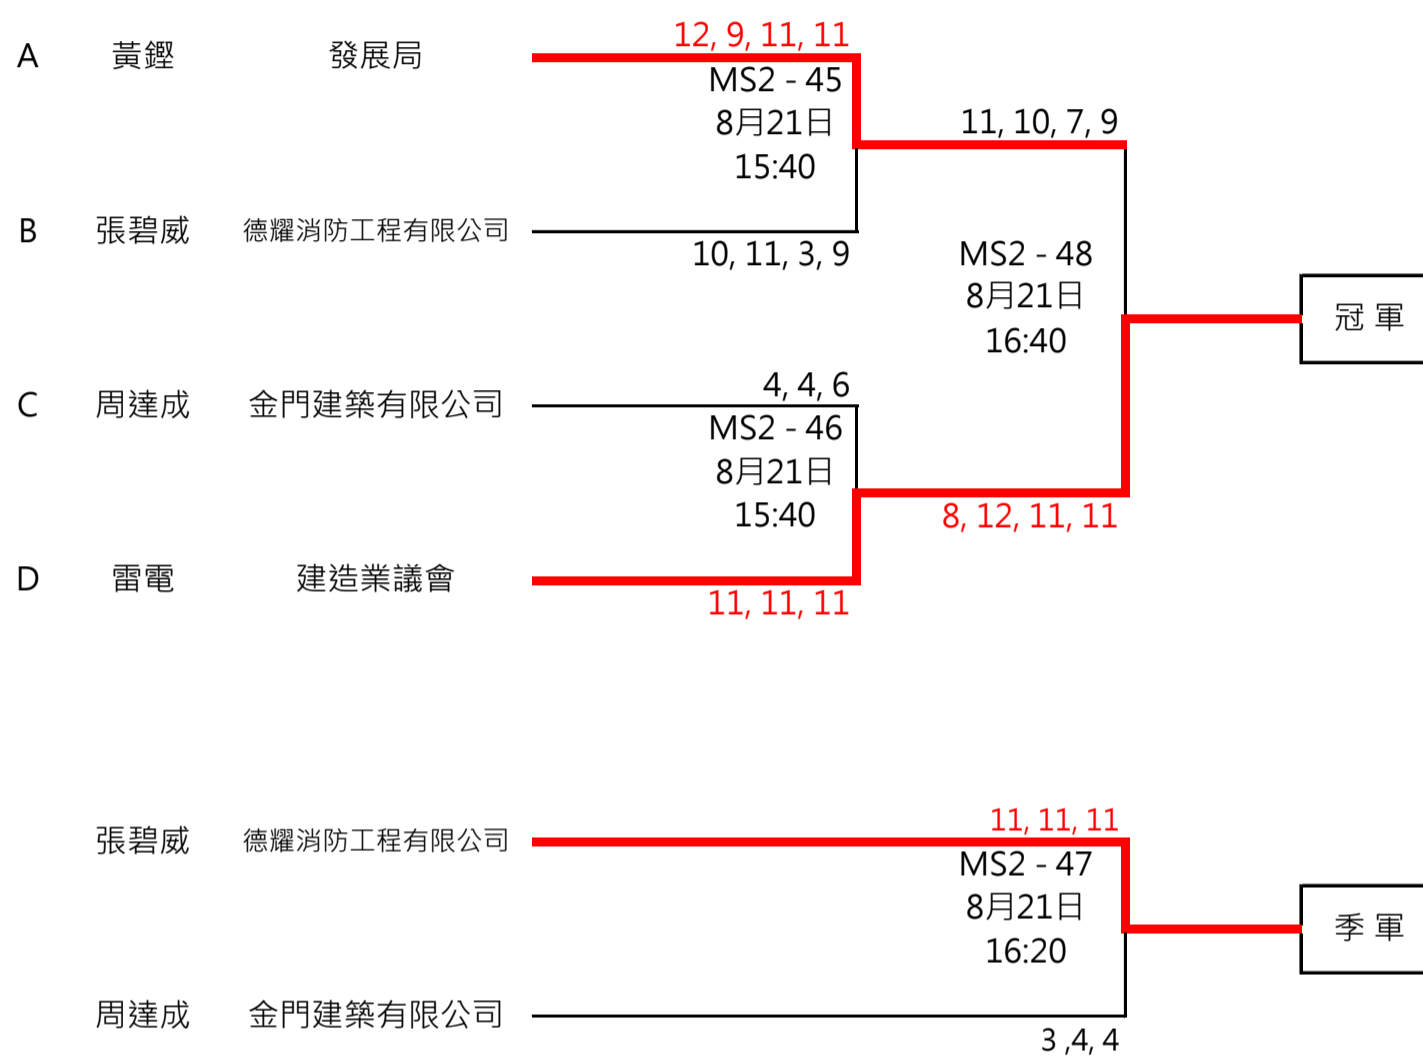 12, 9, 11, 11
A 黃鏗 發展局
MS2 - 45
8月21日
15:40
11, 10, 7, 9
B 張碧威 德耀消防工程有限公司
10, 11, 3, 9
MS2 - 48
8月21日
16:40
冠 軍
4, 4, 6
C 周達成 金門建築有限公司
MS2 - 46
8月21日
15:40
8, 12, 11, 11
D 雷電 建造業議會
11, 11, 11
11, 11, 11
張碧威 德耀消防工程有限公司
MS2 - 47
8月21日
16:20
季 軍
周達成 金門建築有限公司
3 ,4, 4